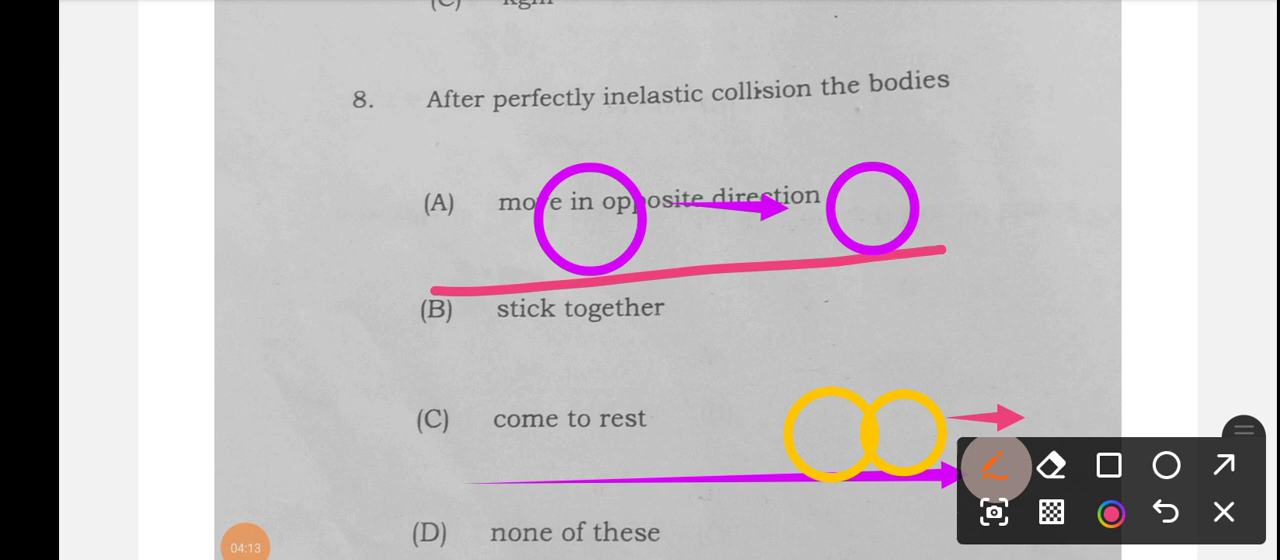 (C) kgm
8. After perfectly inelastic collision the bodies
(A) move in opposite direction
(B) stick together
(C) come to rest
(D) none of these
04:13